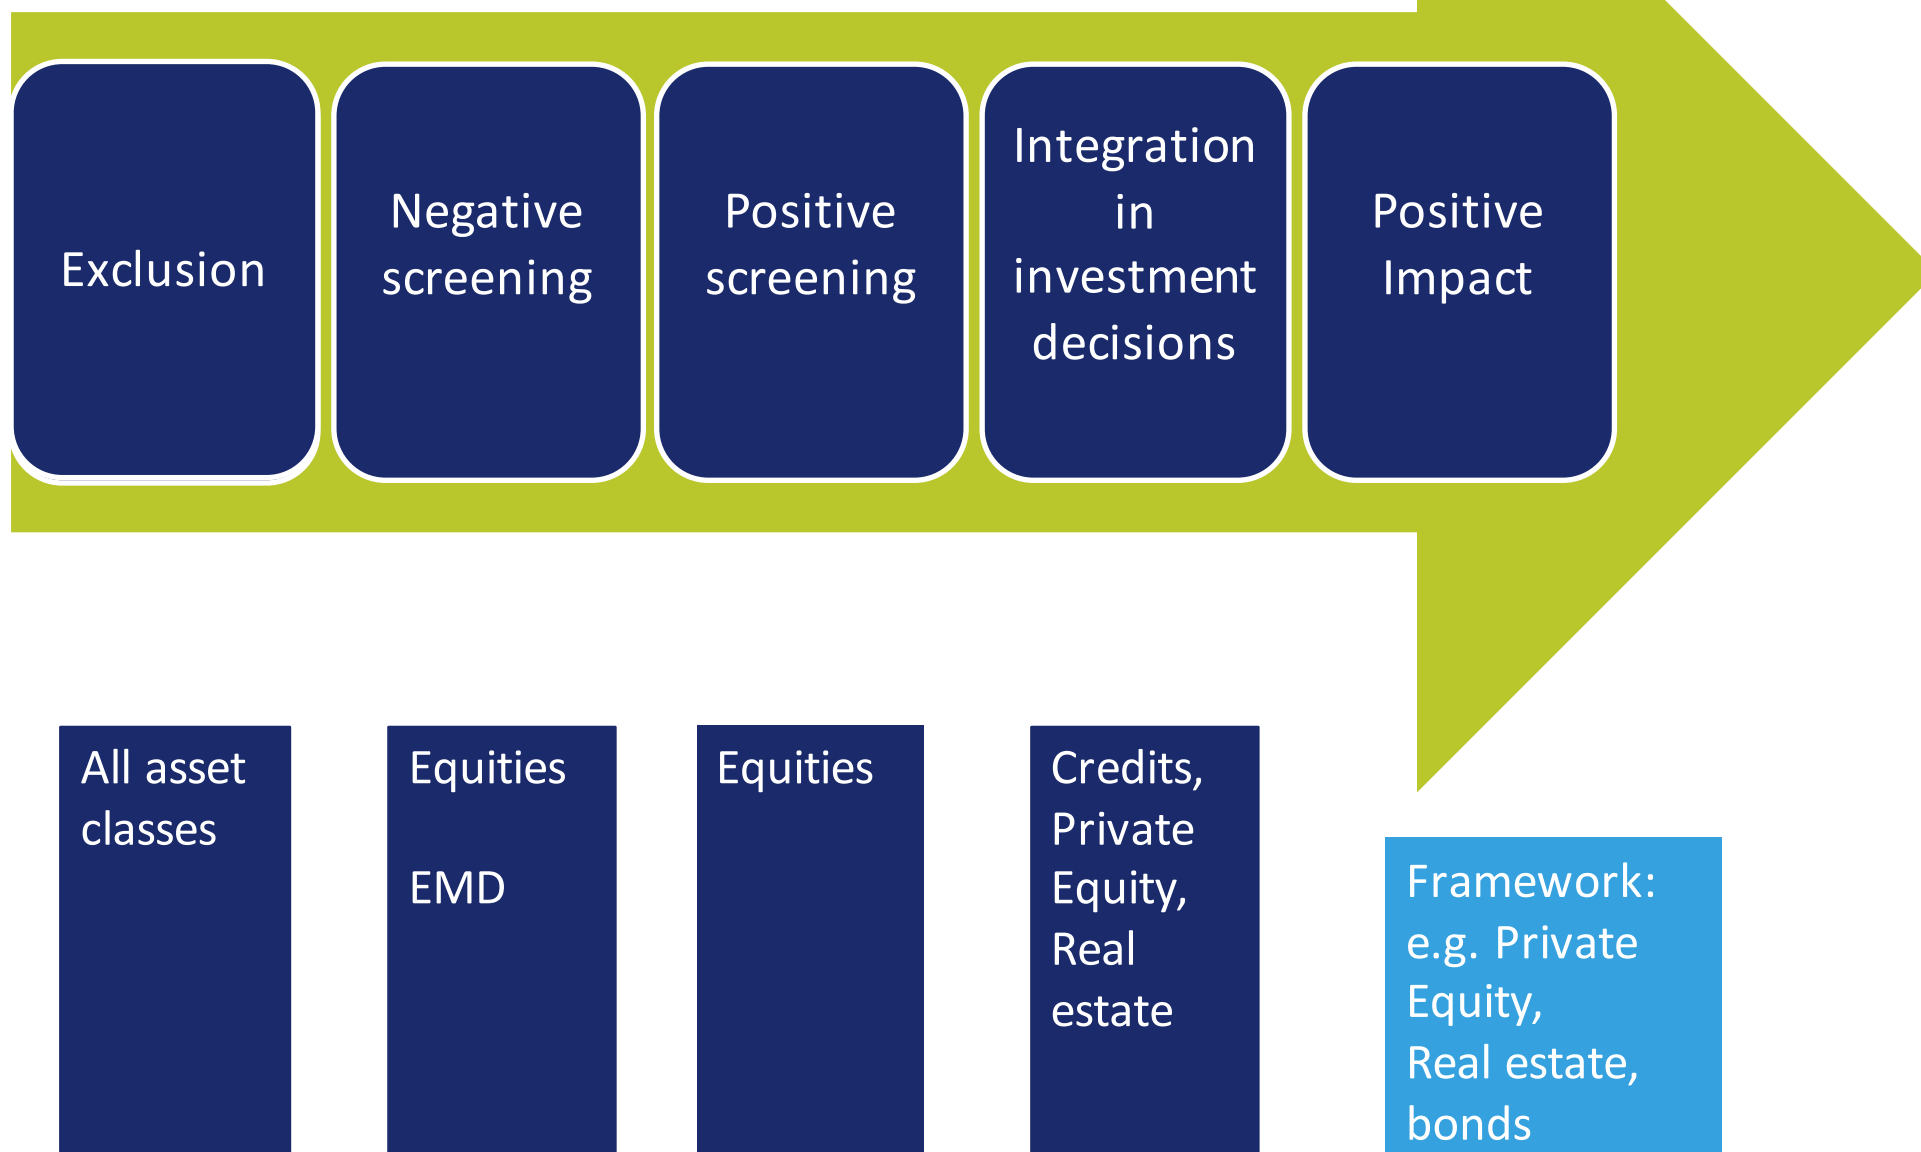 Exclusion
Negative
screening
Positive
screening
Integration
in
investment
decisions
Positive
Impact
All asset
classes
Equities
EMD
Equities
Credits,
Private
Equity,
Real
estate
Framework:
e.g. Private
Equity,
Real estate,
bonds